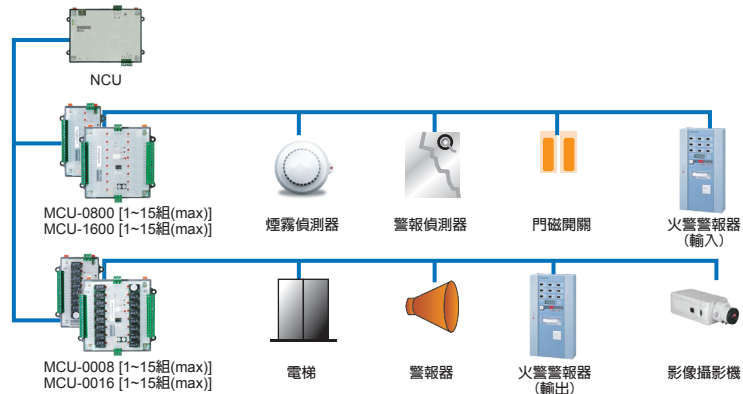 NCU
MCU-0800 [1~15組(max)]
MCU-1600 [1~15組(max)]
煙霧偵測器
警報偵測器
門磁開關
火警警報器
(輸入)
MCU-0008 [1~15組(max)]
MCU-0016 [1~15組(max)]
電梯
警報器
火警警報器
(輸出)
影像攝影機